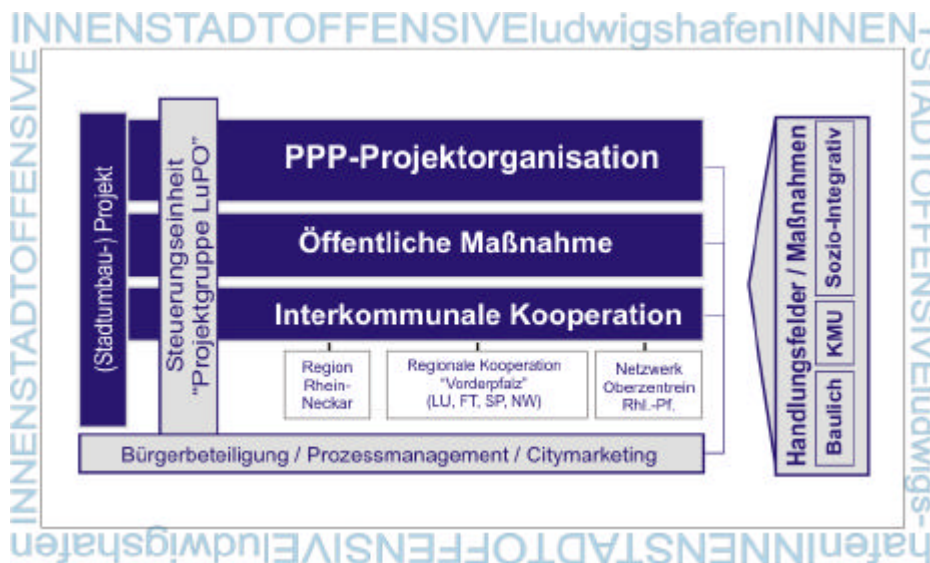 INNENSTADTOFFENSIVEludwigshafenINNEN-
STADTOFFENSIVEludwigs-
hafenINNENSTADTOFFENSIVEludwigshafen
INNENSTADTOFFENSIVE
(Stadtumbau-) Projekt
Steuerungseinheit
"Projektgruppe LuPO"
PPP-Projektorganisation
Öffentliche Maßnahme
Interkommunale Kooperation
Region
Rhein-
Neckar
Regionale Kooperation
"Vorderpfalz"
(LU, FT, SP, NW)
Netzwerk
Oberzentrein
Rhl.-Pf.
Bürgerbeteiligung / Prozessmanagement / Citymarketing
Handlungsfelder / Maßnahmen
Baulich
KMU
Sozio-Integrativ